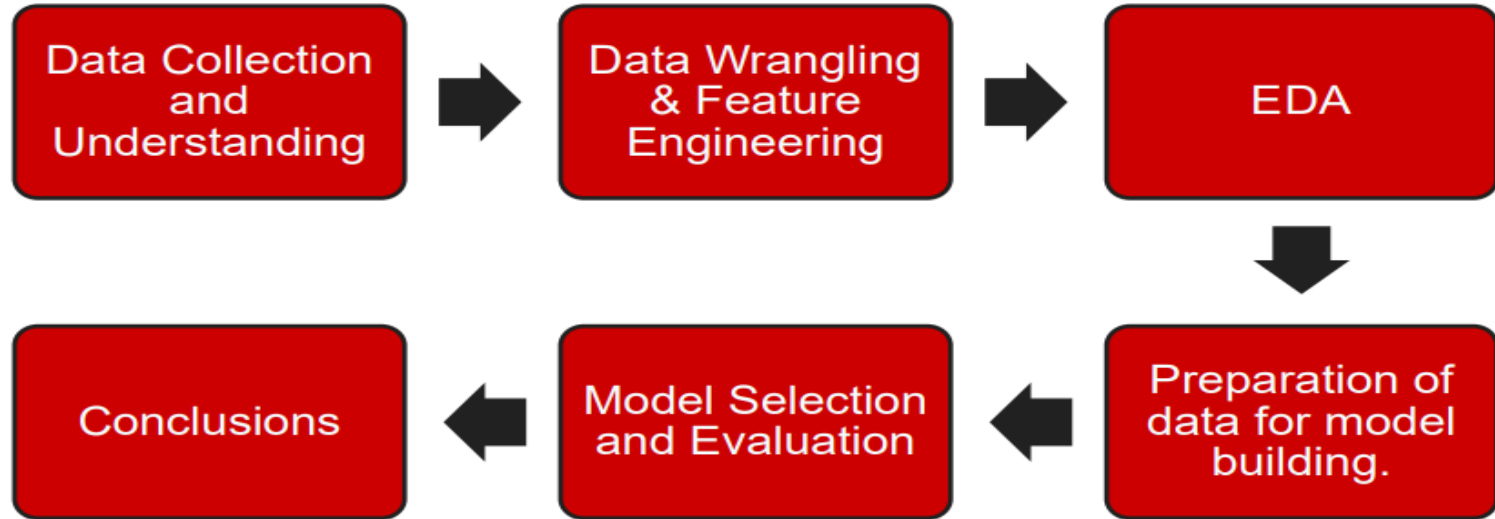 Data Collection
and
Understanding
Data Wrangling
& Feature
Engineering
EDA
Preparation of
data for model
building.
Model Selection
and Evaluation
Conclusions